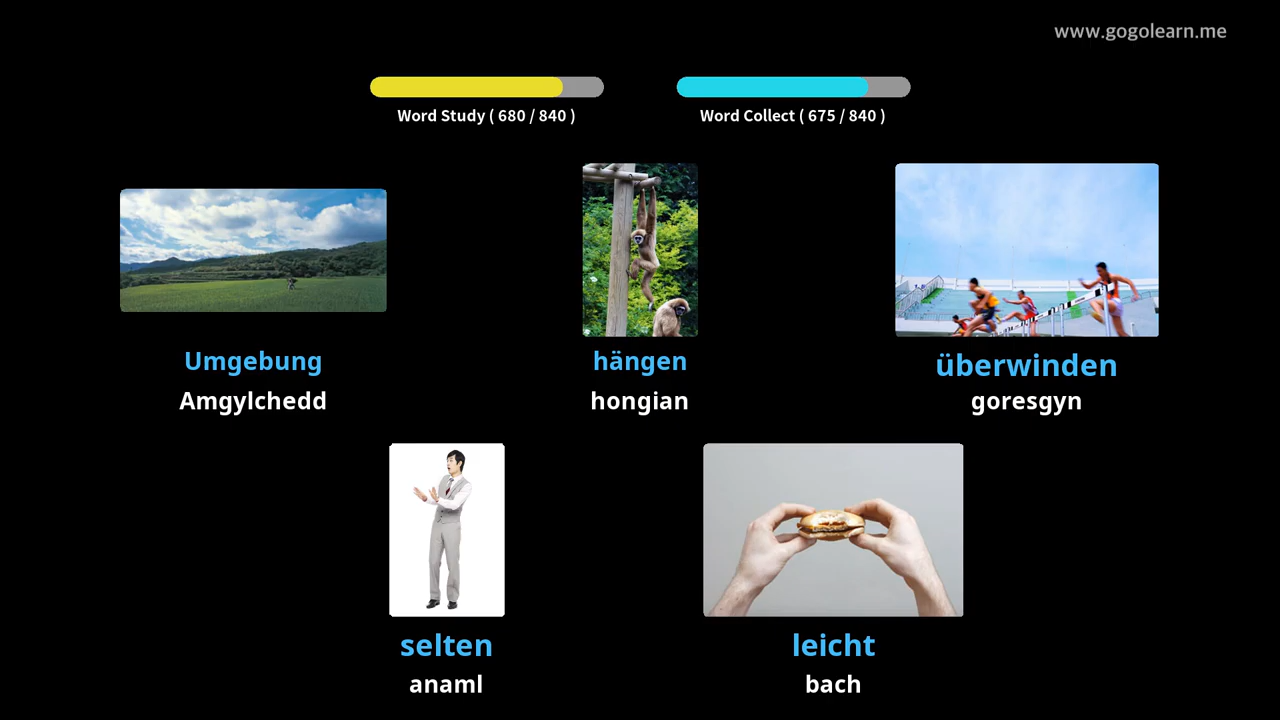 www.gogolearn.me
Word Study ( 680 / 840 )
Word Collect ( 675 / 840 )
Umgebung
Amgylchedd
hängen
hongian
überwinden
goresgyn
selten
anaml
leicht
bach